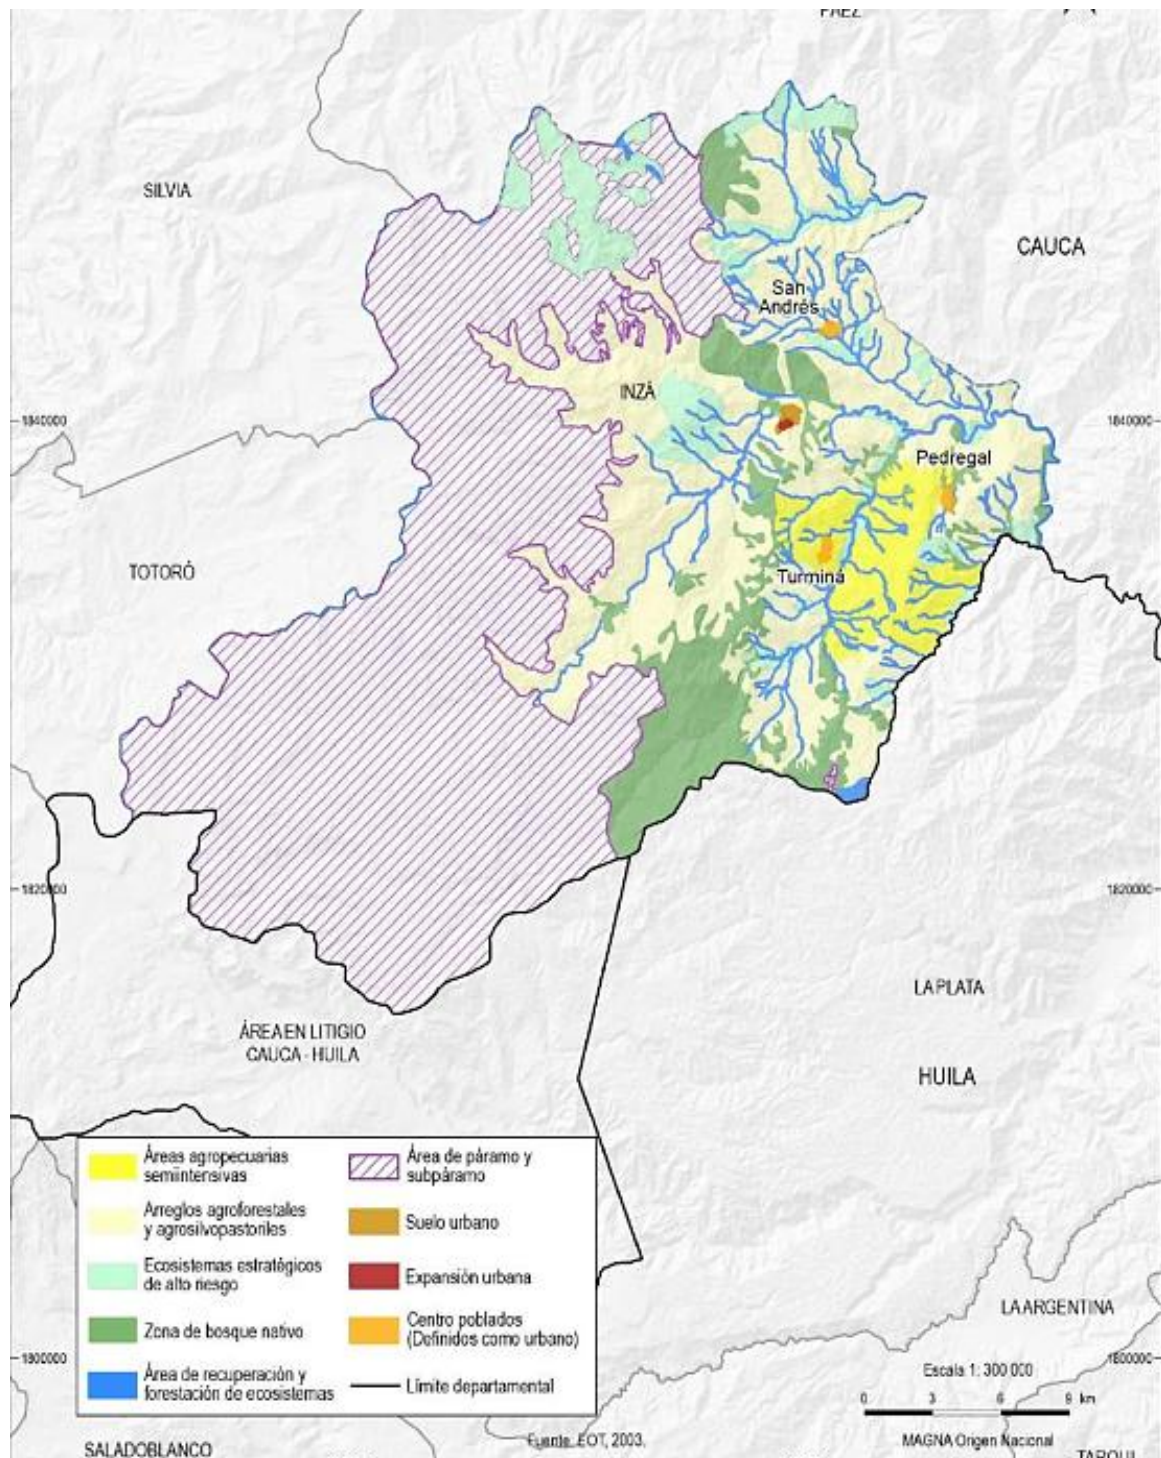 PAEZ
SILVIA
CAUCA
San
Andrés
INZÁ
1840000
1840000
Pedregal
TOTORÓ
Turminá
1820000
1820000
LA PLATA
ÁREA EN LITIGIO
CAUCA - HUILA
HUILA
Áreas agropecuarias
semiintensivas
Arreglos agroforestales
y agrosilvopastoriles
Ecosistemas estratégicos
de alto riesgo
Zona de bosque nativo
Área de recuperación y
forestación de ecosistemas
Área de páramo y
subpáramo
Suelo urbano
Expansión urbana
Centro poblados
(Definidos como urbano)
Límite departamental
LA ARGENTINA
1800000
1800000
Escala 1: 300 000
0 3 6 9 km
Fuente: EOT, 2003.
MAGNA Origen Nacional
SALADOBLANCO
TARQUI